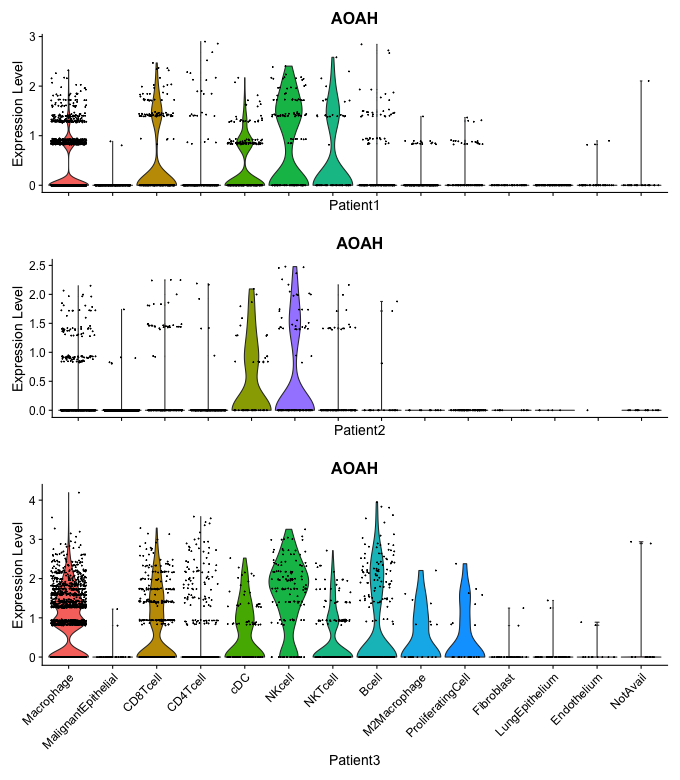 AOAH
Expression Level
3
2
1
0
Patient1
AOAH
Expression Level
2.5
2.0
1.5
1.0
0.5
0.0
Patient2
AOAH
Expression Level
4
3
2
1
0
Macrophage
MalignantEpithelial
CD8Tcell
CD4Tcell
cDC
NKcell
NKTcell
Bcell
M2Macrophage
ProliferatingCell
Fibroblast
LungEpithelium
Endothelium
NotAvail
Patient3